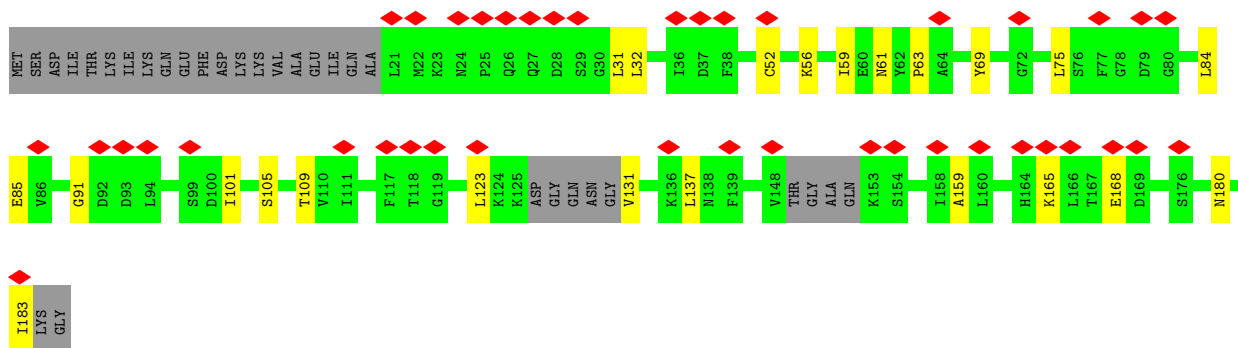 MET SER ASP ILE THR LYS ILE LYS GLN GLU PHE ASP LYS LYS VAL ALA GLU ILE GLN ALA L21 M22 K23 N24 P25 Q26 Q27 D28 S29 G30 L31 L32 I36 D37 F38 C52 K56 I59 E60 N61 Y62 P63 A64 Y69 G72 L75 S76 F77 G78 D79 G80 L84
E85 V86 G91 D92 D93 L94 S99 D100 I101 S105 T109 V110 I111 F117 T118 G119 L123 K124 K125 ASP GLY GLN ASN GLY V131 K136 L137 N138 F139 V148 THR GLY ALA GLN K153 S154 I158 A159 L160 H164 K165 L166 T167 E168 D169 S176 N180
I183 LYS GLY